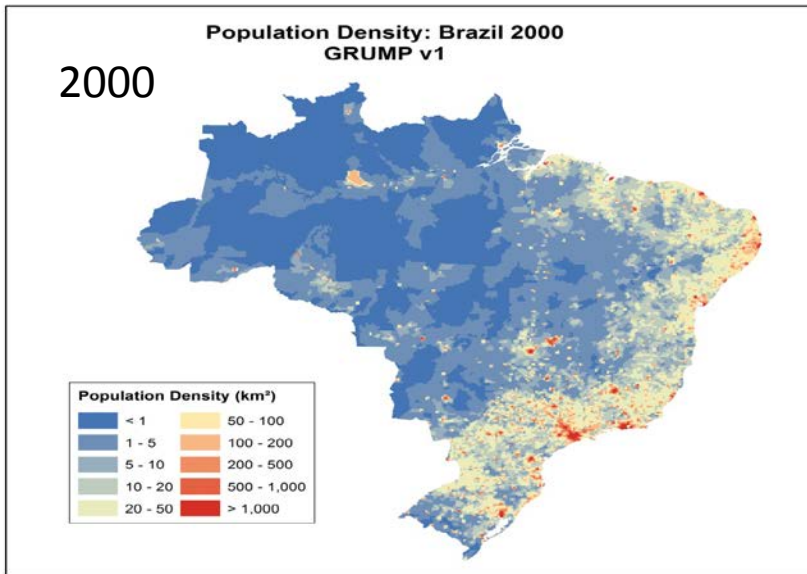 Population Density: Brazil 2000
GRUMP v1
2000
Population Density (km²)
< 1
1 - 5
5 - 10
10 - 20
20 - 50
50 - 100
100 - 200
200 - 500
500 - 1,000
> 1,000